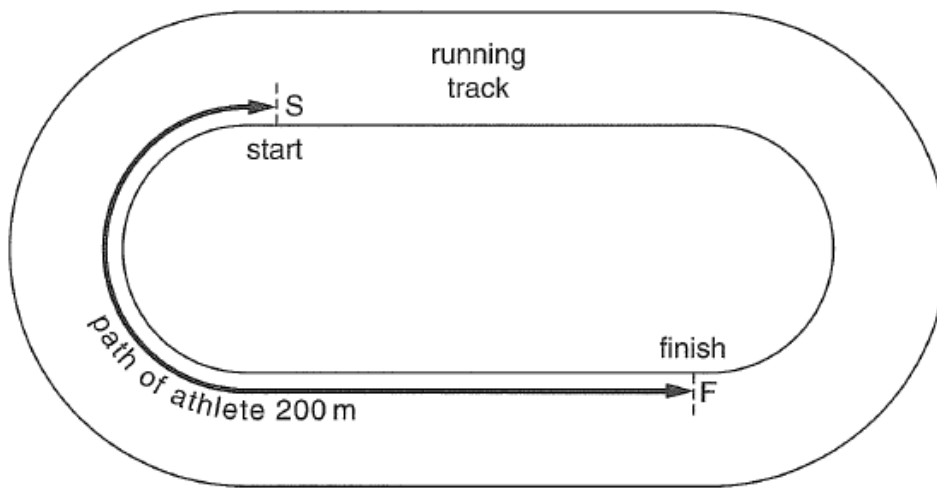 running
track
S
start
finish
F
path of athlete 200 m